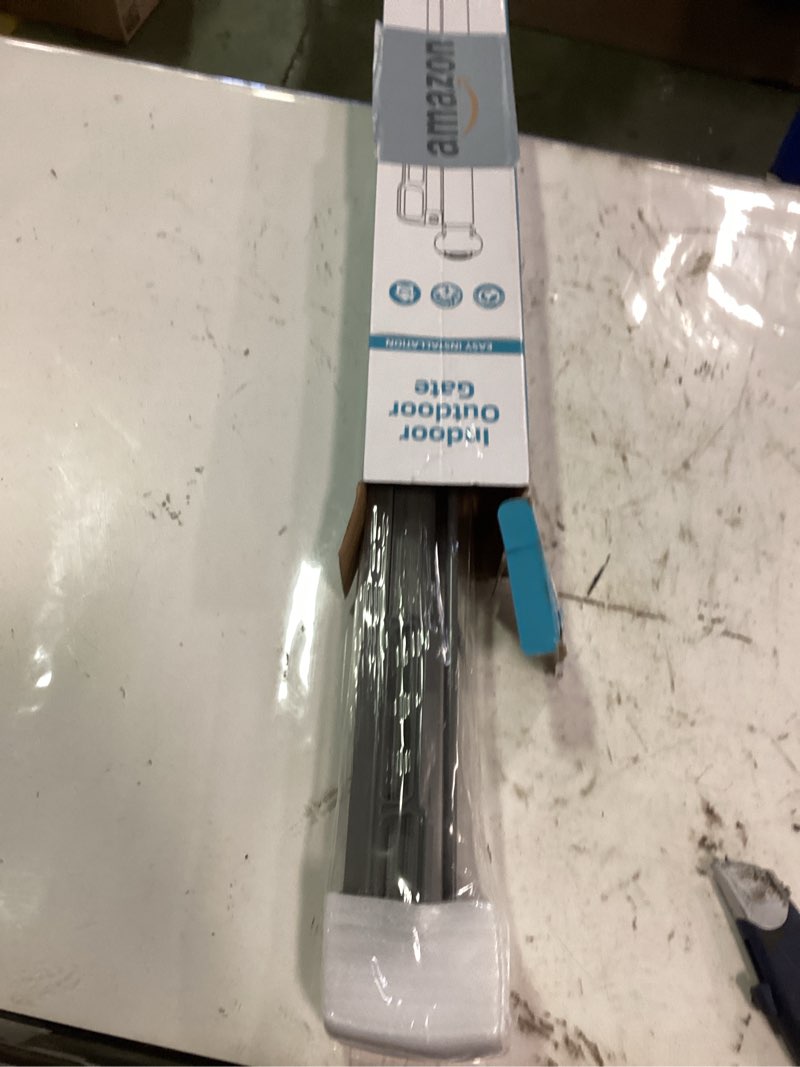 amazon
Indoor
Outdoor
Gate
EASY INSTALLATION